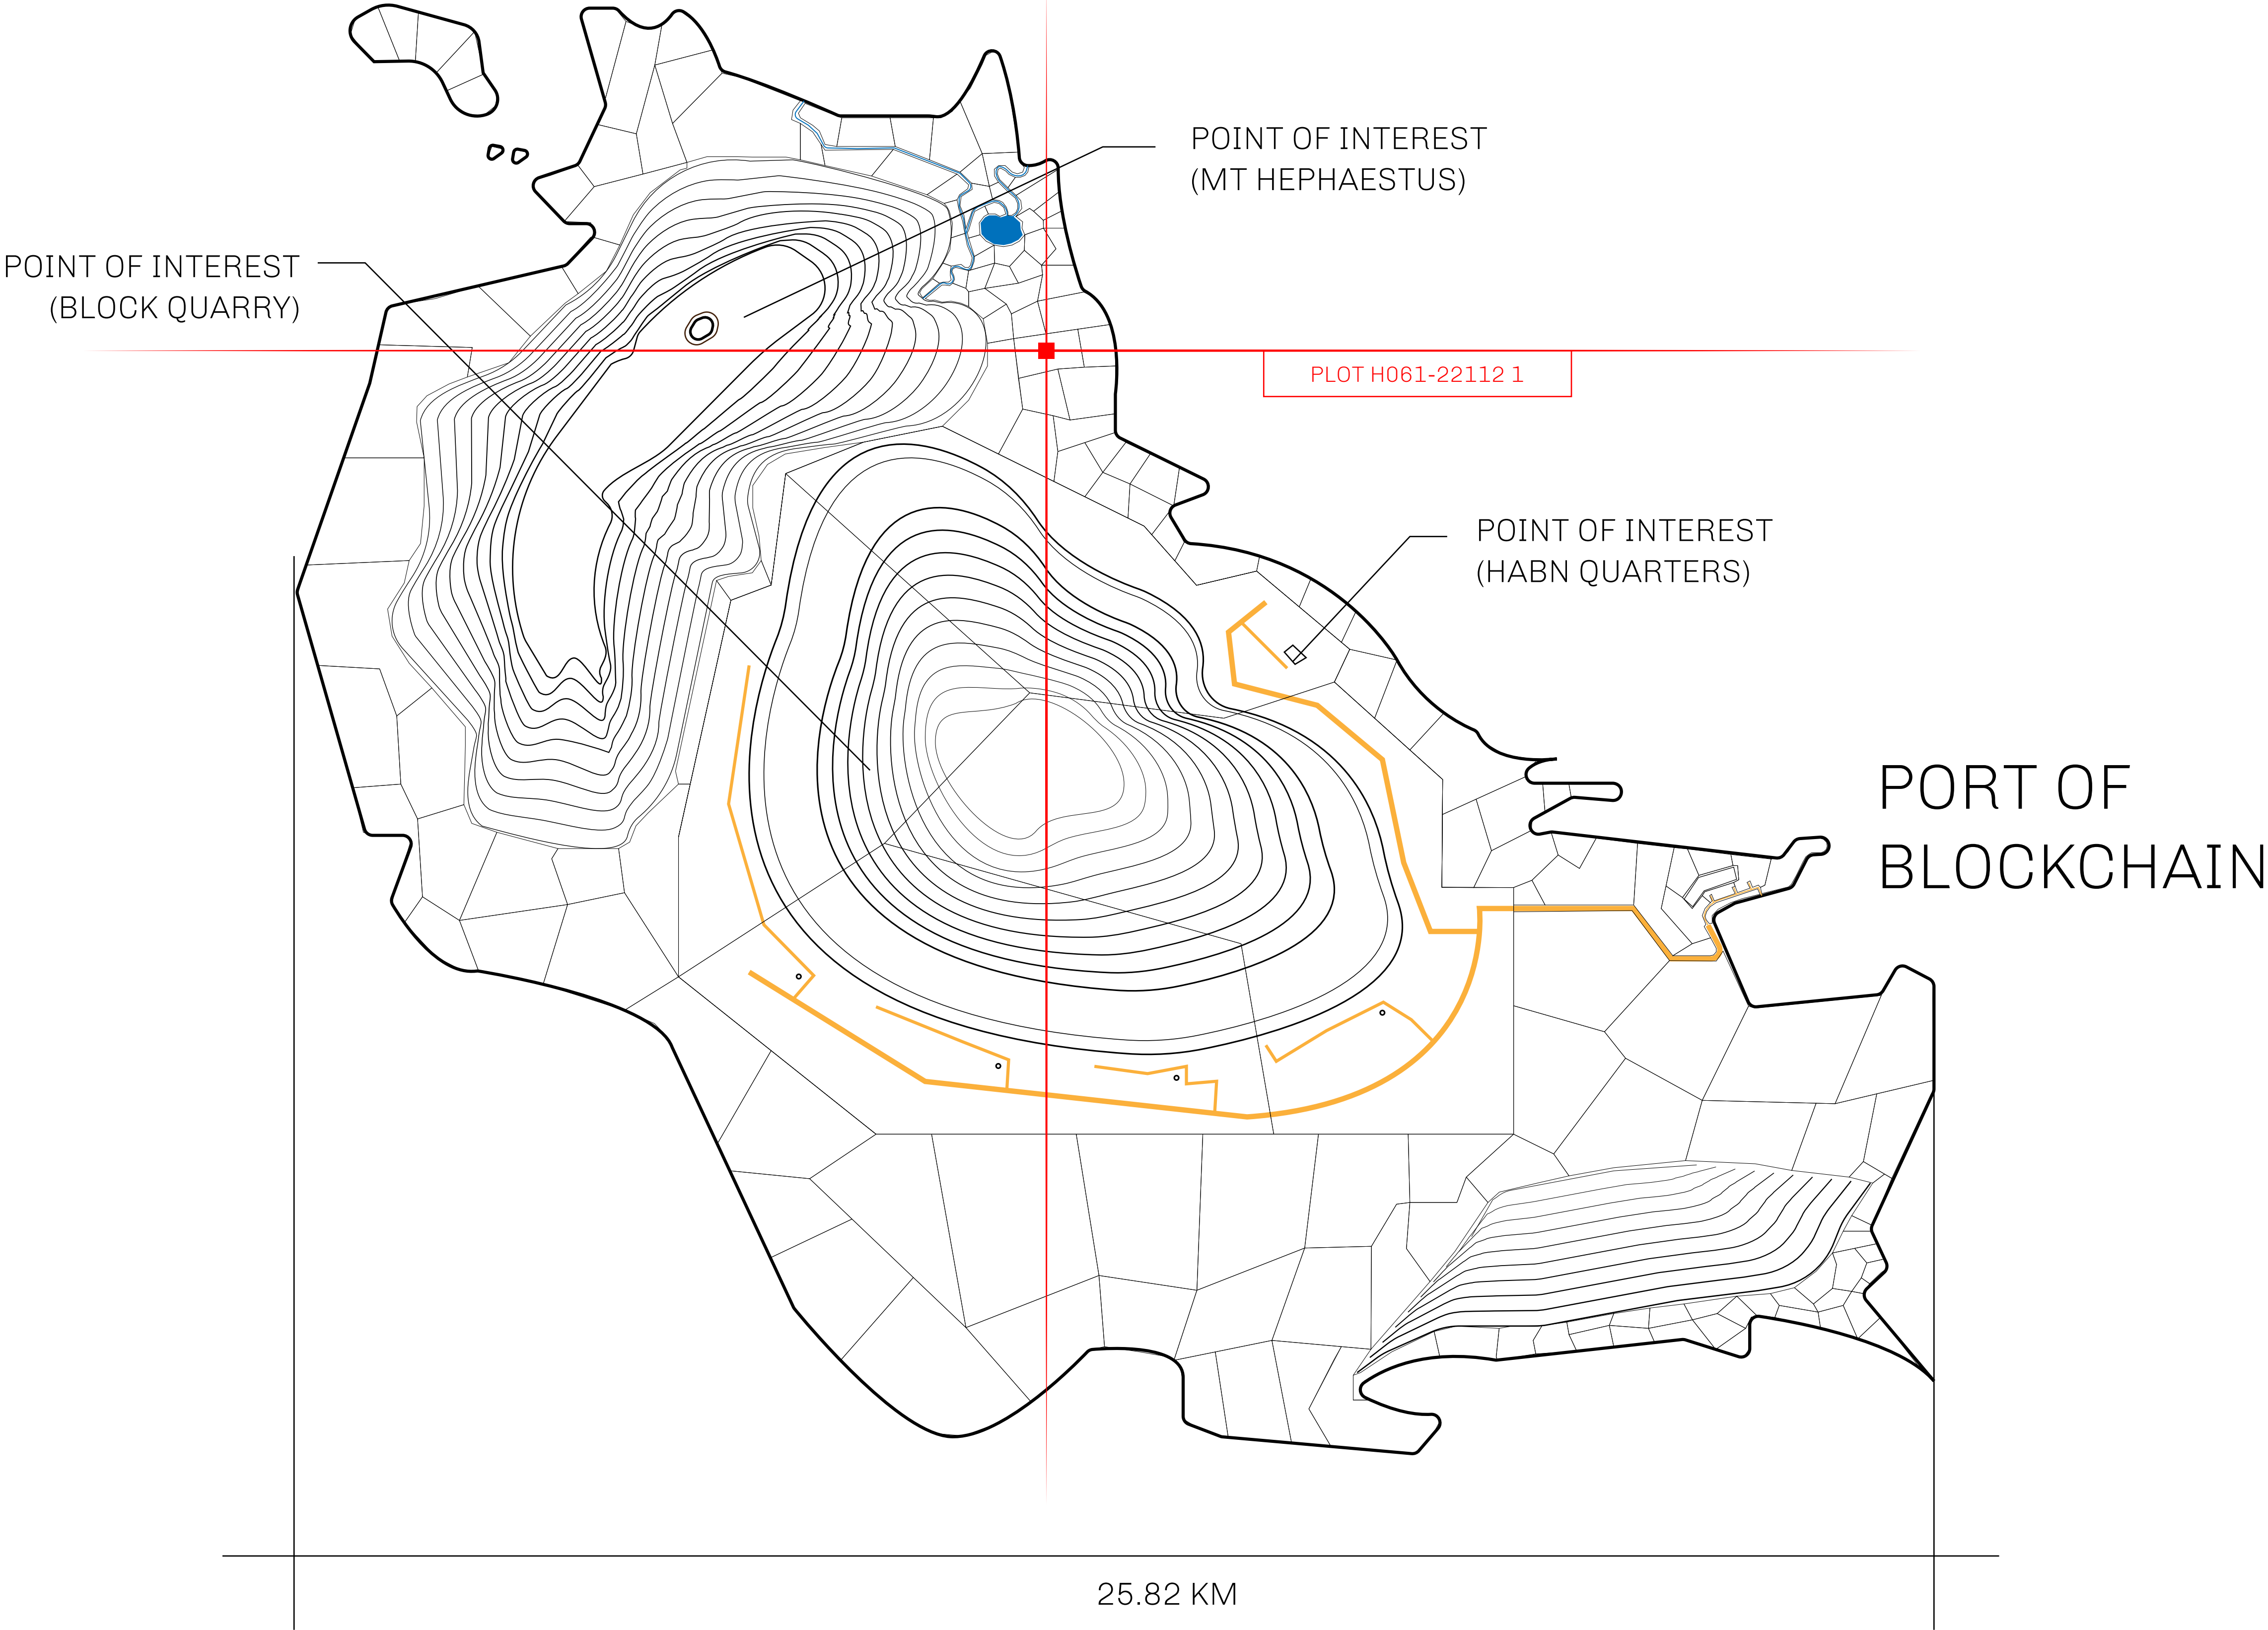 POINT OF INTEREST
(MT HEPHAESTUS)
POINT OF INTEREST
(BLOCK QUARRY)
PLOT H061-22112 1
POINT OF INTEREST
(HABN QUARTERS)
PORT OF
BLOCKCHAIN
25.82 KM